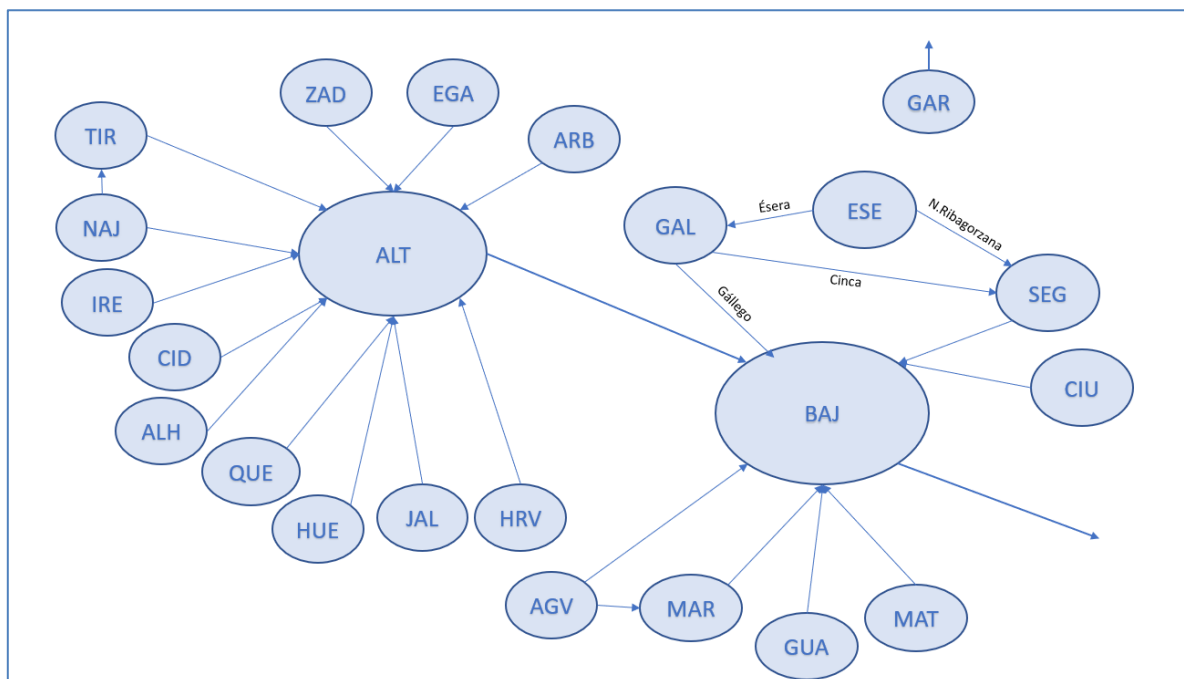 ZAD
EGA
GAR
TIR
ARB
Ésera
ESE
N.Ribagorzana
NAJ
GAL
ALT
Cinca
SEG
IRE
Gállego
CID
CIU
BAJ
ALH
QUE
HUE
JAL
HRV
AGV
MAR
MAT
GUA